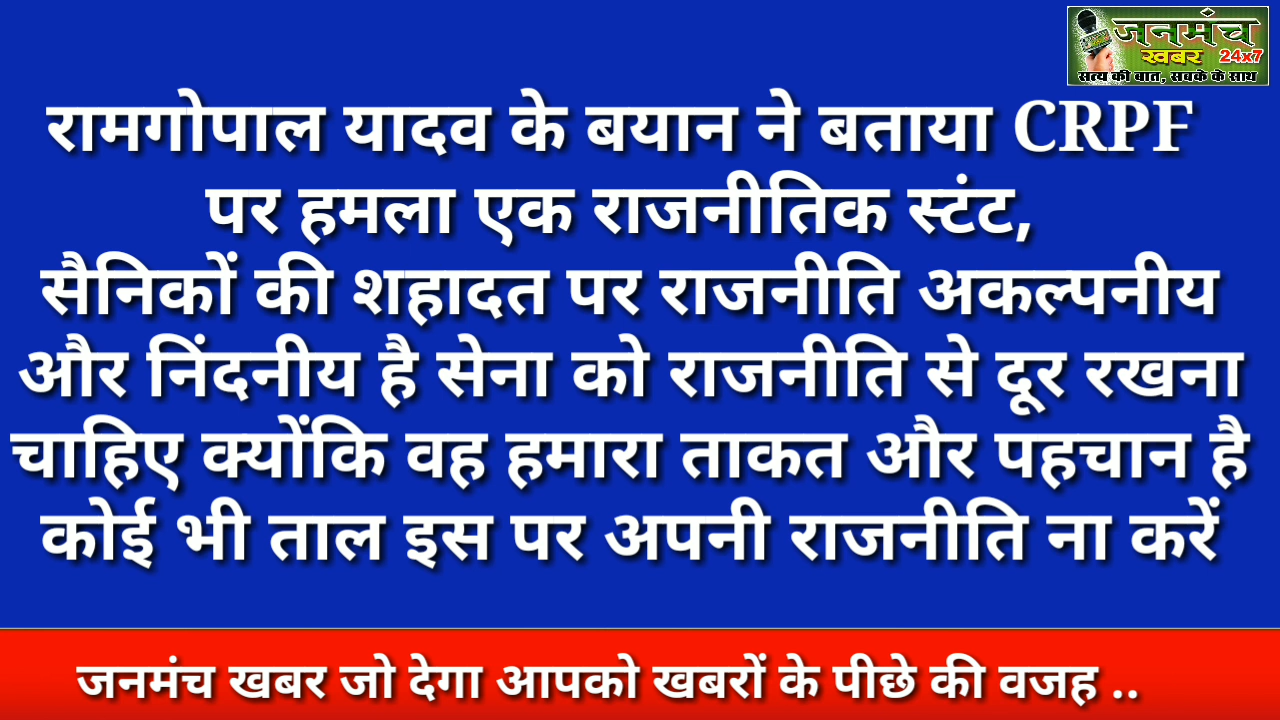 जनमंच
खबर 24x7
सत्य की बात, सबके के साथ
रामगोपाल यादव के बयान ने बताया CRPF
पर हमला एक राजनीतिक स्टंट,
सैनिकों की शहादत पर राजनीति अकल्पनीय
और निंदनीय है सेना को राजनीति से दूर रखना
चाहिए क्योंकि वह हमारा ताकत और पहचान है
कोई भी ताल इस पर अपनी राजनीति ना करें
जनमंच खबर जो देगा आपको खबरों के पीछे की वजह ..